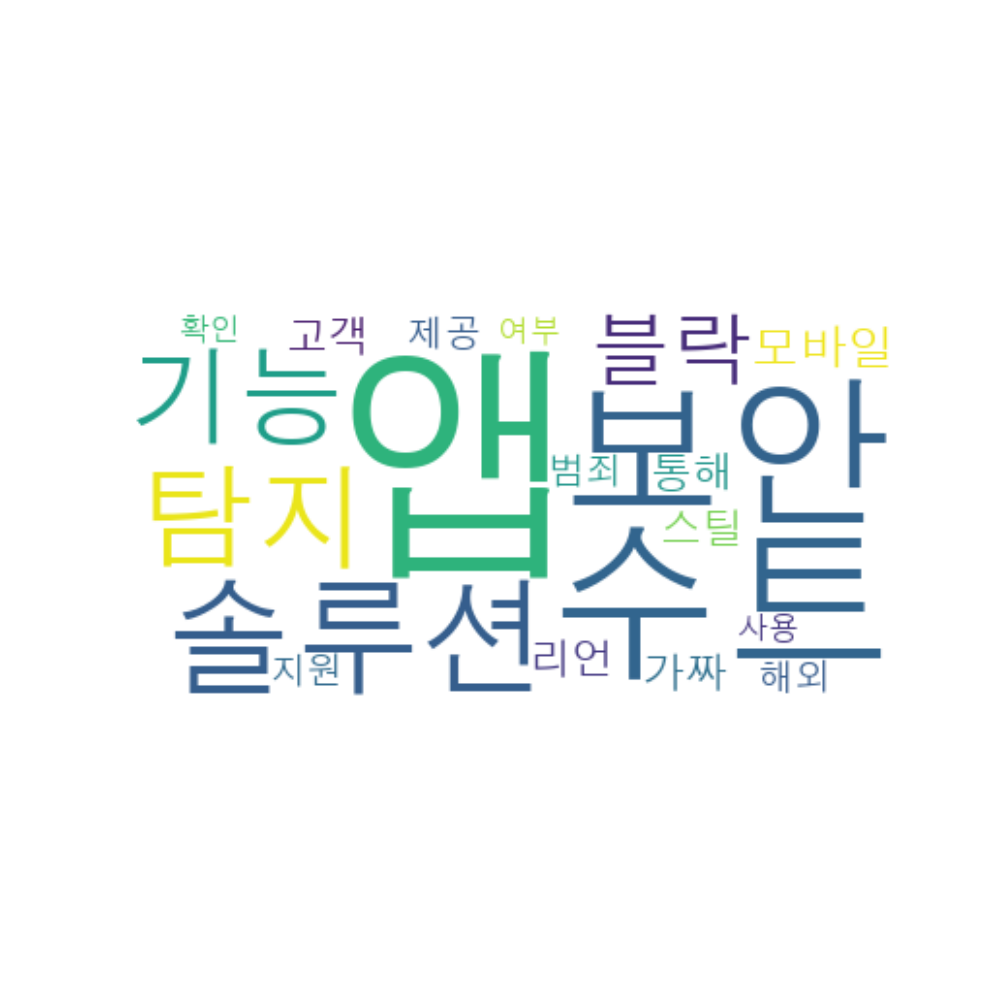 확인 고객 제공 여부 블락 모바일
기능 앱 보안
탐지 범죄 통해
스틸
솔루션 수트
사용
지원 리언 가짜 해외